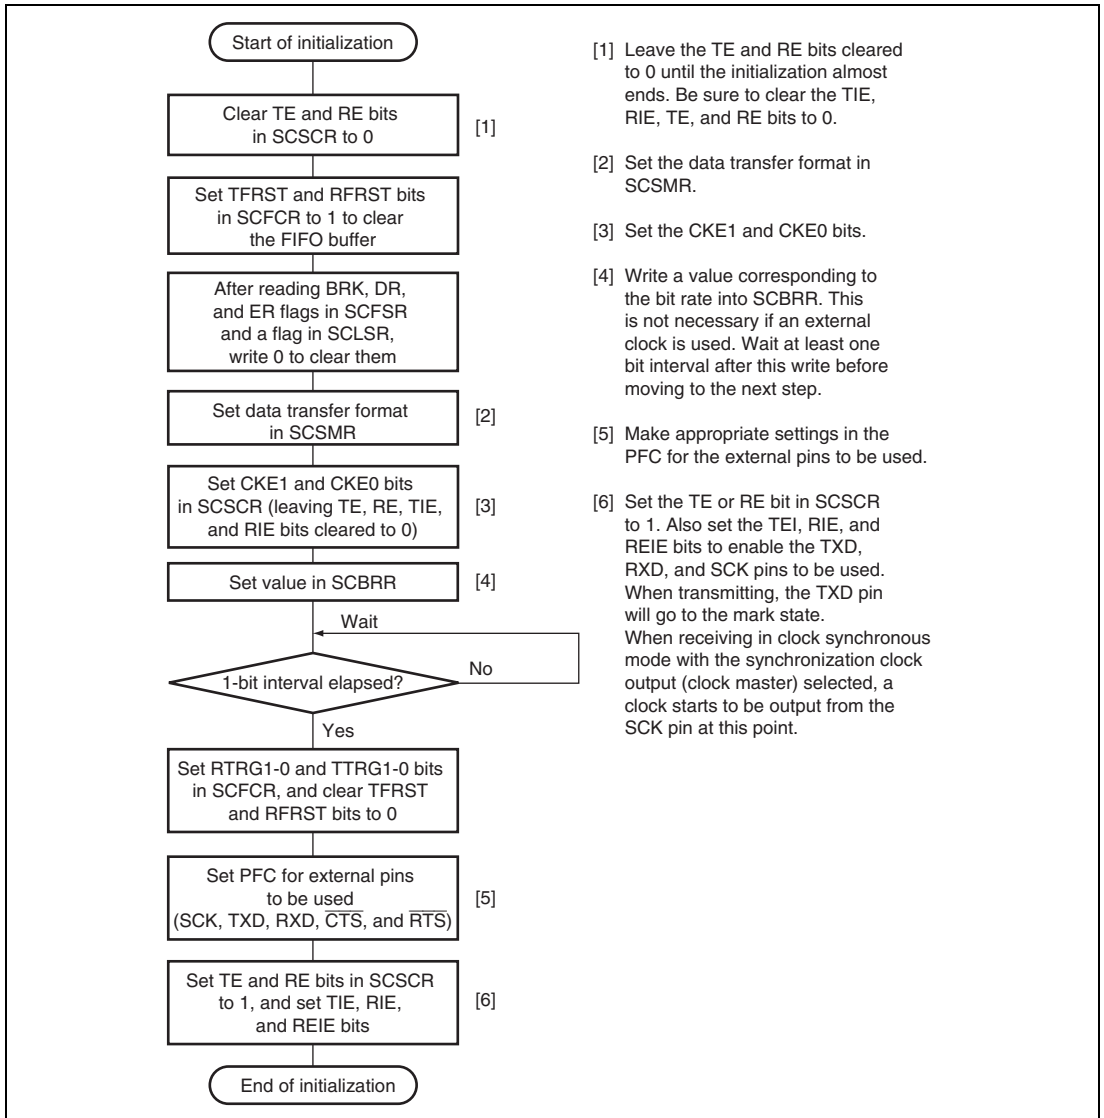 Start of initialization
Clear TE and RE bits
in SCSCR to 0
[1]
Set TFRST and RFRST bits
in SCFCR to 1 to clear
the FIFO buffer
After reading BRK, DR,
and ER flags in SCFSR
and a flag in SCLSR,
write 0 to clear them
Set data transfer format
in SCSMR
[2]
Set CKE1 and CKE0 bits
in SCSCR (leaving TE, RE, TIE,
and RIE bits cleared to 0)
[3]
Set value in SCBRR
[4]
Wait
1-bit interval elapsed?
No
Yes
Set RTRG1-0 and TTRG1-0 bits
in SCFCR, and clear TFRST
and RFRST bits to 0
Set PFC for external pins
to be used
(SCK, TXD, RXD, CTS, and RTS)
[5]
Set TE and RE bits in SCSCR
to 1, and set TIE, RIE,
and REIE bits
[6]
End of initialization
[1] Leave the TE and RE bits cleared
to 0 until the initialization almost
ends. Be sure to clear the TIE,
RIE, TE, and RE bits to 0.
[2] Set the data transfer format in
SCSMR.
[3] Set the CKE1 and CKE0 bits.
[4] Write a value corresponding to
the bit rate into SCBRR. This
is not necessary if an external
clock is used. Wait at least one
bit interval after this write before
moving to the next step.
[5] Make appropriate settings in the
PFC for the external pins to be used.
[6] Set the TE or RE bit in SCSCR
to 1. Also set the TEI, RIE, and
REIE bits to enable the TXD,
RXD, and SCK pins to be used.
When transmitting, the TXD pin
will go to the mark state.
When receiving in clock synchronous
mode with the synchronization clock
output (clock master) selected, a
clock starts to be output from the
SCK pin at this point.